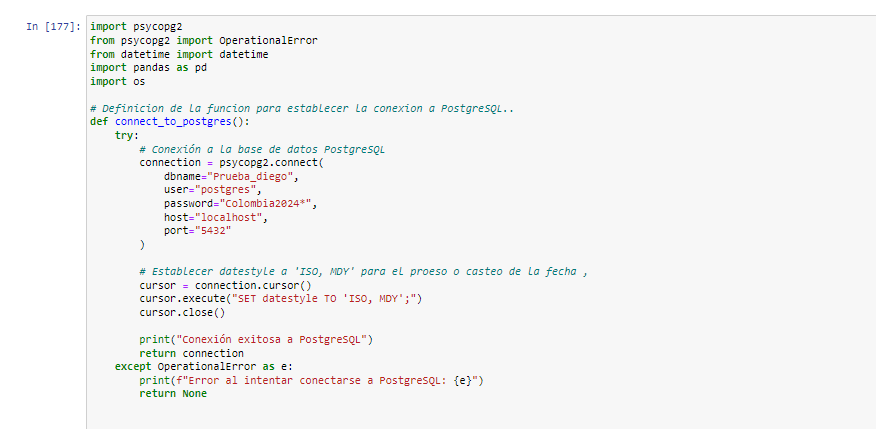 In [177]: import psycopg2
from psycopg2 import OperationalError
from datetime import datetime
import pandas as pd
import os
# Definicion de la funcion para establecer la conexion a PostgreSQL..
def connect_to_postgres():
try:
# Conexión a la base de datos PostgreSQL
connection = psycopg2.connect(
dbname="Prueba_diego",
user="postgres",
password="Colombia2024*",
host="localhost",
port="5432"
)
# Establecer datestyle a 'ISO, MDY' para el proeso o casteo de la fecha ,
cursor = connection.cursor()
cursor.execute("SET datestyle TO 'ISO, MDY';")
cursor.close()
print("Conexión exitosa a PostgreSQL")
return connection
except OperationalError as e:
print(f"Error al intentar conectarse a PostgreSQL: {e}")
return None